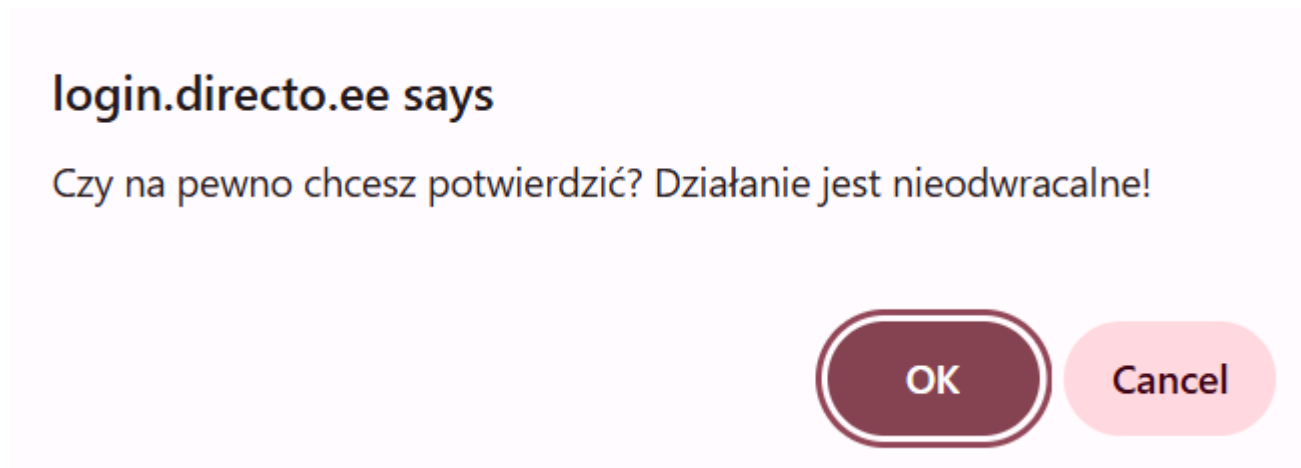 login.directo.ee says
Czy na pewno chcesz potwierdzić? Działanie jest nieodwracalne!
OK Cancel